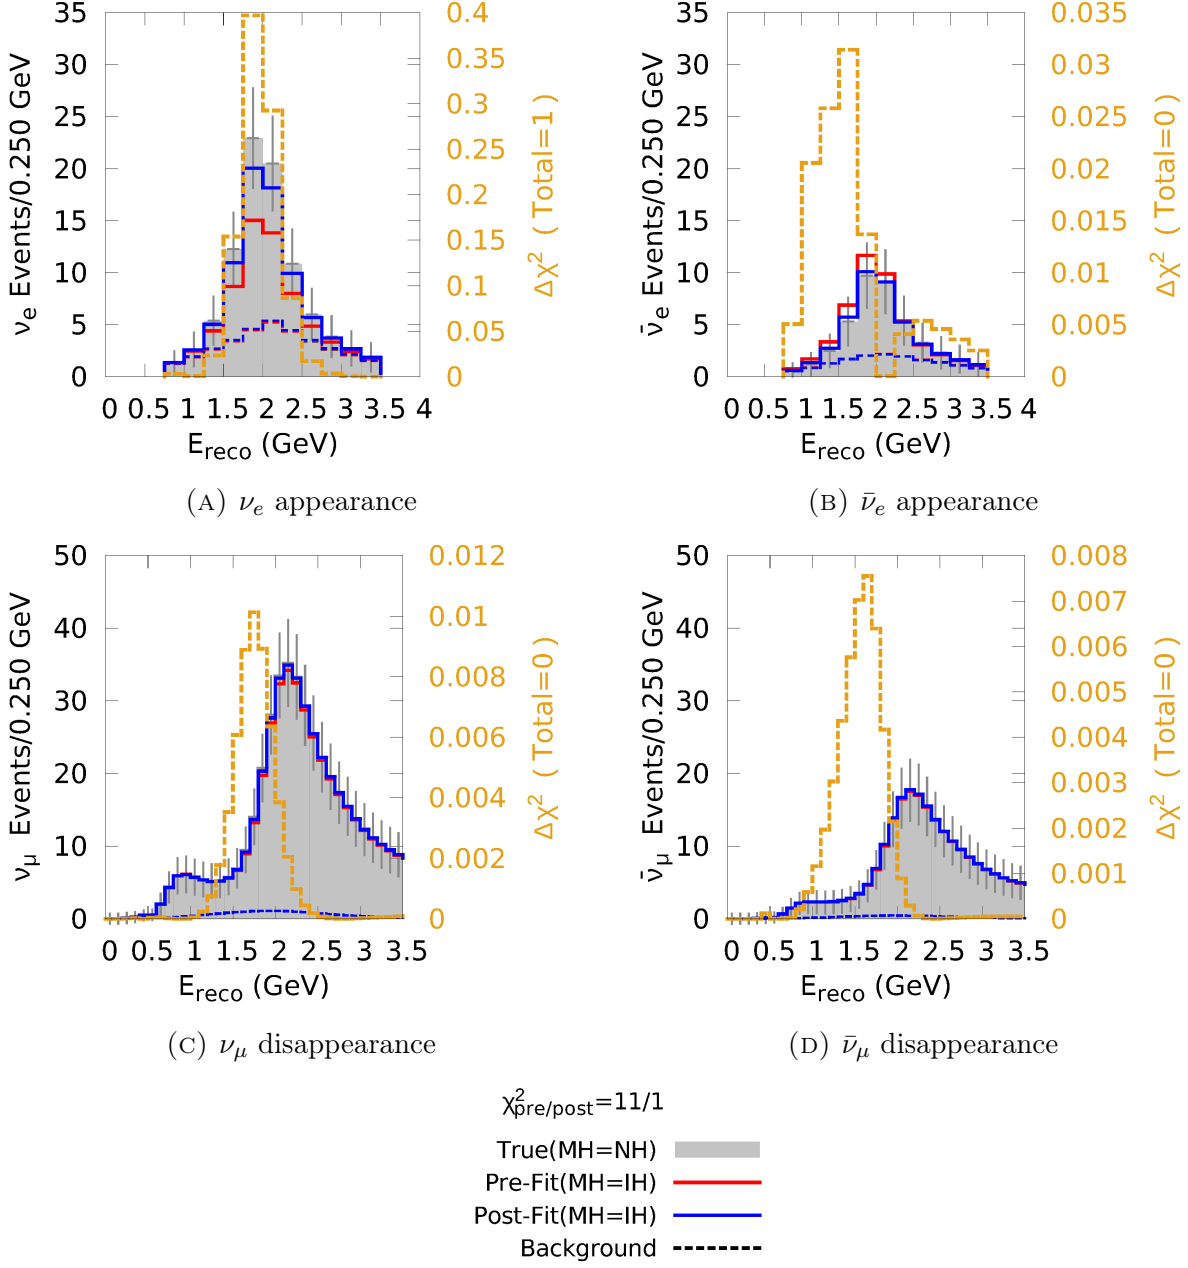 35
30
25
20
15
10
5
0
νe Events/0.250 GeV
0.4
0.35
0.3
0.25
0.2
0.15
0.1
0.05
0
Δχ² ( Total=1 )
0 0.5 1 1.5 2 2.5 3 3.5 4
Ereco (GeV)
(A) νe appearance
35
30
25
20
15
10
5
0
ν̄e Events/0.250 GeV
0.035
0.03
0.025
0.02
0.015
0.01
0.005
0
Δχ² ( Total=0 )
0 0.5 1 1.5 2 2.5 3 3.5 4
Ereco (GeV)
(B) ν̄e appearance
50
40
30
20
10
0
νμ Events/0.250 GeV
0.012
0.01
0.008
0.006
0.004
0.002
0
Δχ² ( Total=0 )
0 0.5 1 1.5 2 2.5 3 3.5
Ereco (GeV)
(C) νμ disappearance
50
40
30
20
10
0
ν̄μ Events/0.250 GeV
0.008
0.007
0.006
0.005
0.004
0.003
0.002
0.001
0
Δχ² ( Total=0 )
0 0.5 1 1.5 2 2.5 3 3.5
Ereco (GeV)
(D) ν̄μ disappearance
χ²pre/post=11/1
True(MH=NH)
Pre-Fit(MH=IH)
Post-Fit(MH=IH)
Background